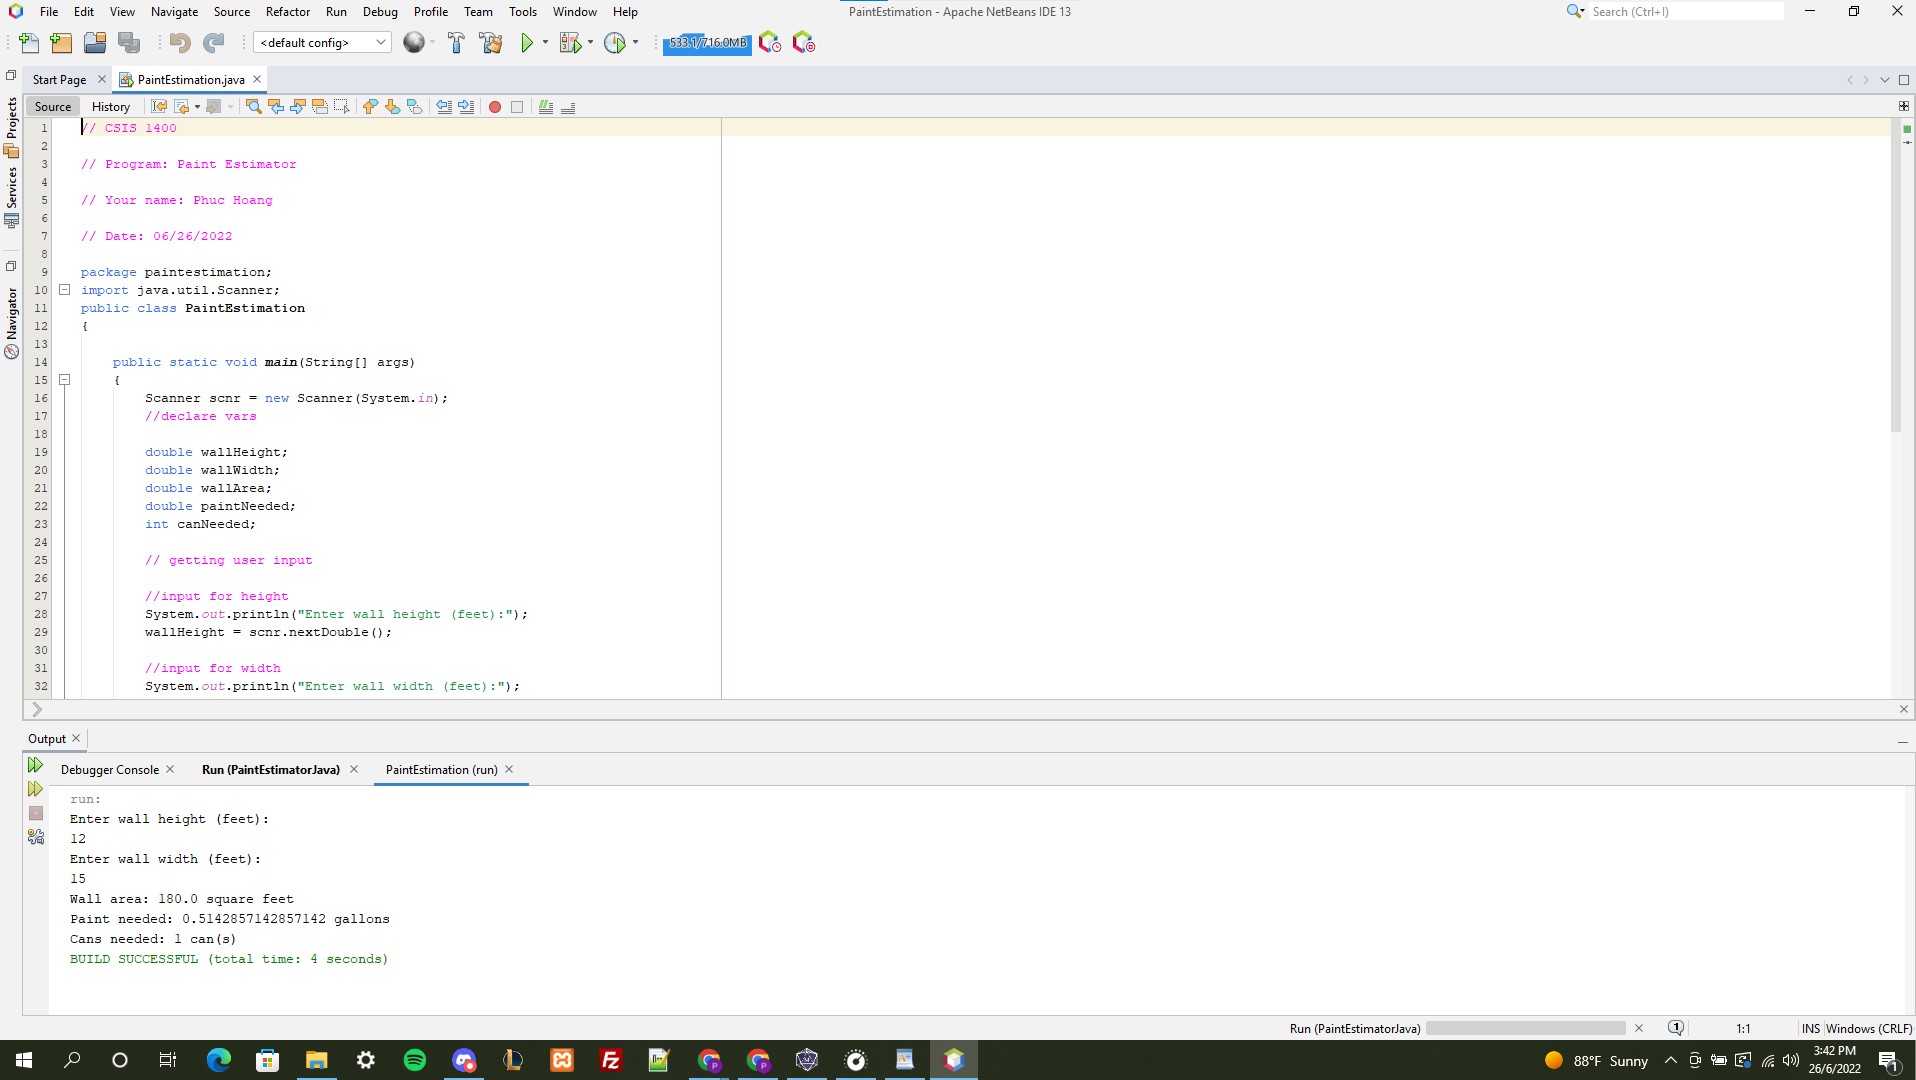 File Edit View Navigate Source Refactor Run Debug Profile Team Tools Window Help
PaintEstimation - Apache NetBeans IDE 13
Search (Ctrl+I)
<default config>
533.1/716.0MB
Start Page
PaintEstimation.java
Source History
Projects
Services
Navigator
1 // CSIS 1400
2
3 // Program: Paint Estimator
4
5 // Your name: Phuc Hoang
6
7 // Date: 06/26/2022
8
9 package paintestimation;
10 import java.util.Scanner;
11 public class PaintEstimation
12 {
13
14 public static void main(String[] args)
15 {
16 Scanner scnr = new Scanner(System.in);
17 //declare vars
18
19 double wallHeight;
20 double wallWidth;
21 double wallArea;
22 double paintNeeded;
23 int canNeeded;
24
25 // getting user input
26
27 //input for height
28 System.out.println("Enter wall height (feet):");
29 wallHeight = scnr.nextDouble();
30
31 //input for width
32 System.out.println("Enter wall width (feet):");
Output
Debugger Console
Run (PaintEstimatorJava)
PaintEstimation (run)
run:
Enter wall height (feet):
12
Enter wall width (feet):
15
Wall area: 180.0 square feet
Paint needed: 0.5142857142857142 gallons
Cans needed: 1 can(s)
BUILD SUCCESSFUL (total time: 4 seconds)
Run (PaintEstimatorJava)
1
1:1
INS Windows (CRLF)
88°F Sunny
3:42 PM
26/6/2022
1